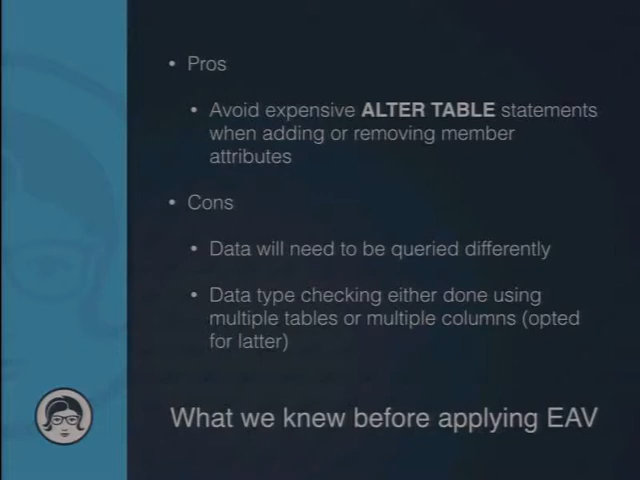 • Pros
• Avoid expensive ALTER TABLE statements
when adding or removing member
attributes
• Cons
• Data will need to be queried differently
• Data type checking either done using
multiple tables or multiple columns (opted
for latter)
What we knew before applying EAV